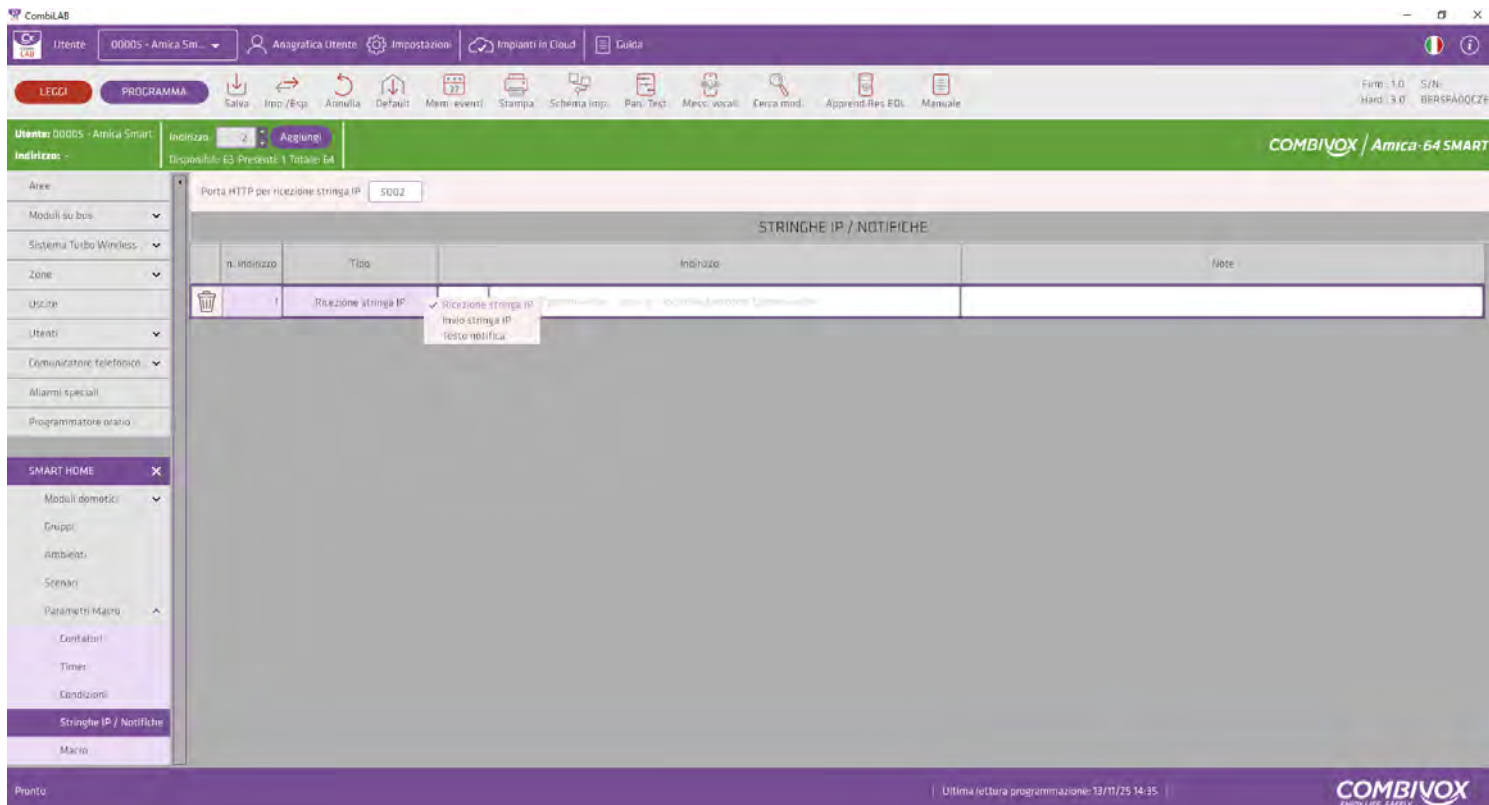 CombiLAB
Cx LAB Utente 00005 - Amica Sm... Anagrafica Utente Impostazioni Impianti in Cloud Guida
LEGGI PROGRAMMA Salva Imp./Esp. Annulla Default Mem. eventi Stampa Schema imp. Pan. Test Mess. vocali Cerca mod. Apprend.Res.EOL Manuale
Firm.: 1.0 S/N:
Hard.: 3.0
Utente: 00005 - Amica Smart Indirizzo 2 Aggiungi
Indirizzo: - Disponibili: 63 Presenti: 1 Totale: 64
COMBIVOX / Amica-64 SMART
Aree
Moduli su bus
Sistema Turbo Wireless
Zone
Uscite
Utenti
Comunicatore telefonico
Allarmi speciali
Programmatore orario
SMART HOME
Moduli domotici
Gruppi
Ambienti
Scenari
Parametri Macro
Contatori
Timer
Condizioni
Stringhe IP / Notifiche
Macro
Porta HTTP per ricezione stringa IP 5002
STRINGHE IP / NOTIFICHE
n. Indirizzo Tipo Indirizzo Note
1 Ricezione stringa IP
Ricezione stringa IP
Invio stringa IP
Testo notifica
Pronto
Ultima lettura programmazione: 13/11/25 14:35
COMBIVOX
ENJOY LIFE, SAFELY